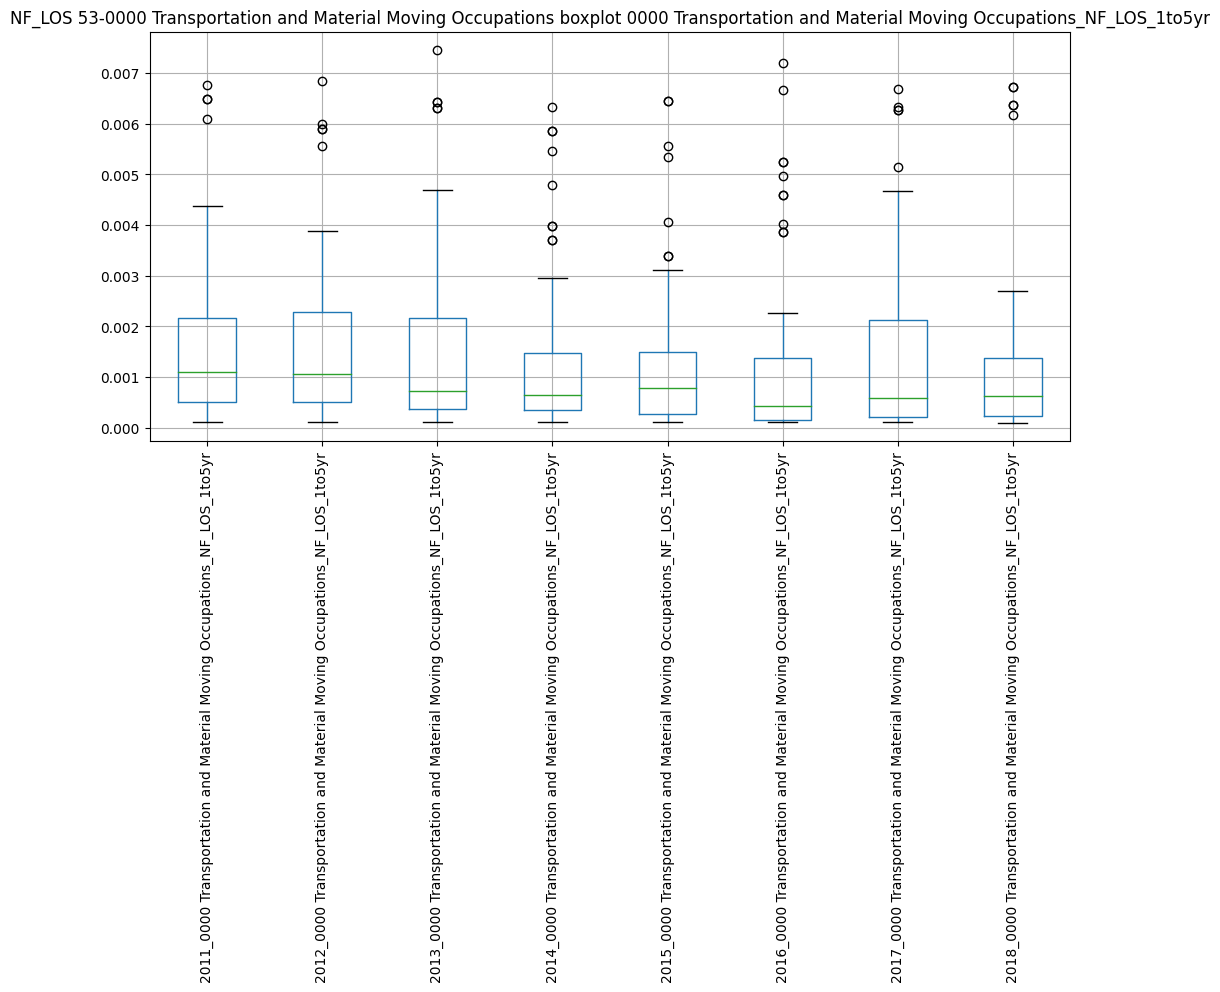 NF_LOS 53-0000 Transportation and Material Moving Occupations boxplot 0000 Transportation and Material Moving Occupations_NF_LOS_1to5yr
0.007
0.006
0.005
0.004
0.003
0.002
0.001
0.000
2011_0000 Transportation and Material Moving Occupations_NF_LOS_1to5yr
2012_0000 Transportation and Material Moving Occupations_NF_LOS_1to5yr
2013_0000 Transportation and Material Moving Occupations_NF_LOS_1to5yr
2014_0000 Transportation and Material Moving Occupations_NF_LOS_1to5yr
2015_0000 Transportation and Material Moving Occupations_NF_LOS_1to5yr
2016_0000 Transportation and Material Moving Occupations_NF_LOS_1to5yr
2017_0000 Transportation and Material Moving Occupations_NF_LOS_1to5yr
2018_0000 Transportation and Material Moving Occupations_NF_LOS_1to5yr